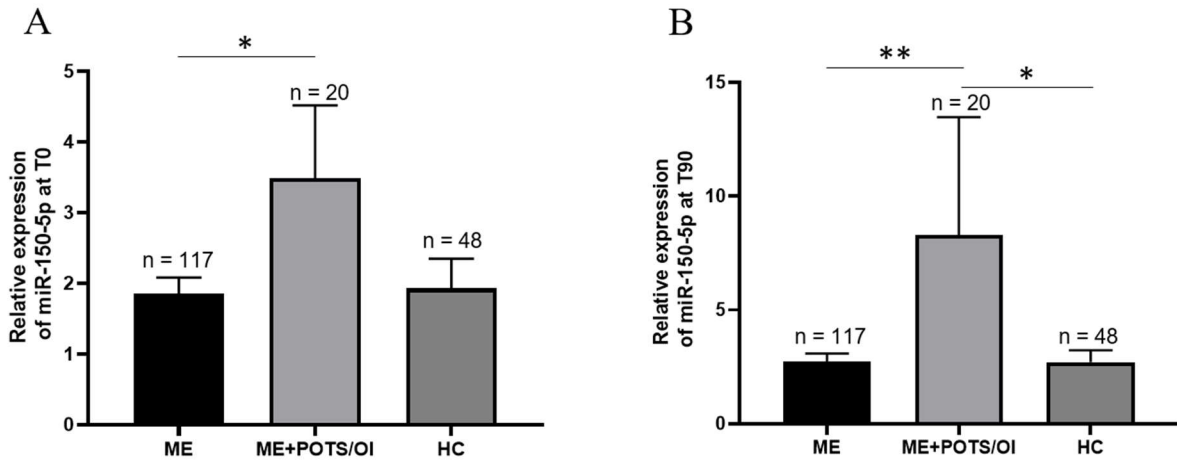 A
*
Relative expression
of miR-150-5p at T0
5
4
3
2
1
0
n = 117
n = 20
n = 48
ME
ME+POTS/OI
HC
B
**
*
Relative expression
of miR-150-5p at T90
15
10
5
0
n = 117
n = 20
n = 48
ME
ME+POTS/OI
HC